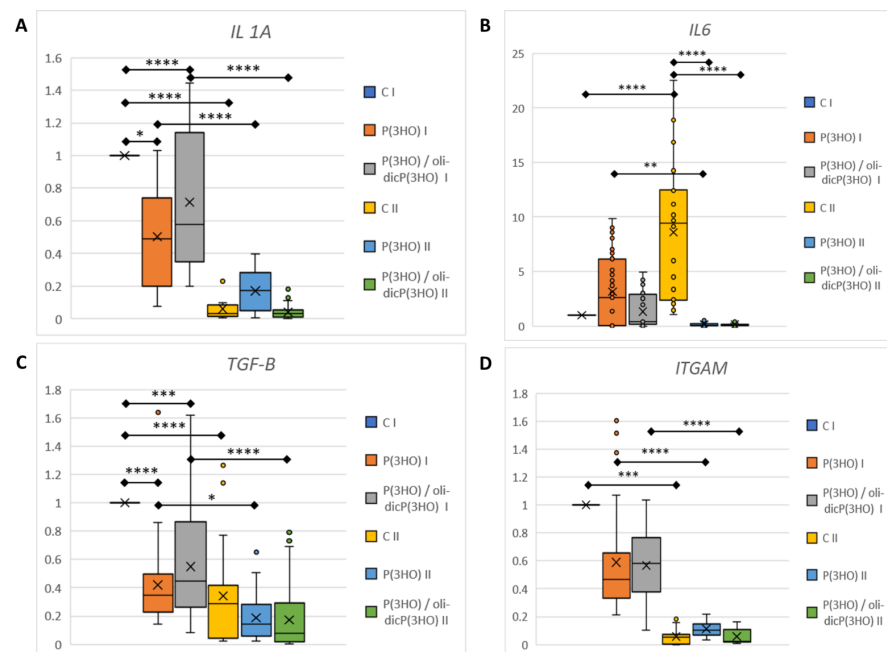 A
IL 1A
1.6
1.4
1.2
1
0.8
0.6
0.4
0.2
0
****
****
****
****
*
****
C I
P(3HO) I
P(3HO) / oli-
dicP(3HO) I
C II
P(3HO) II
P(3HO) / oli-
dicP(3HO) II
B
IL6
25
20
15
10
5
0
****
****
****
**
C I
P(3HO) I
P(3HO) / oli-
dicP(3HO) I
C II
P(3HO) II
P(3HO) / oli-
dicP(3HO) II
C
TGF-B
1.8
1.6
1.4
1.2
1
0.8
0.6
0.4
0.2
0
***
****
****
****
*
C I
P(3HO) I
P(3HO) / oli-
dicP(3HO) I
C II
P(3HO) II
P(3HO) / oli-
dicP(3HO) II
D
ITGAM
1.8
1.6
1.4
1.2
1
0.8
0.6
0.4
0.2
0
****
****
***
C I
P(3HO) I
P(3HO) / oli-
dicP(3HO) I
C II
P(3HO) II
P(3HO) / oli-
dicP(3HO) II